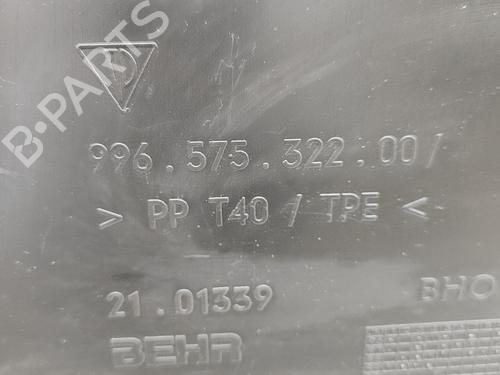 B-PARTS
996.575.322.00/
> PP T40 / TPE <
21.01339 BHO
BEHR